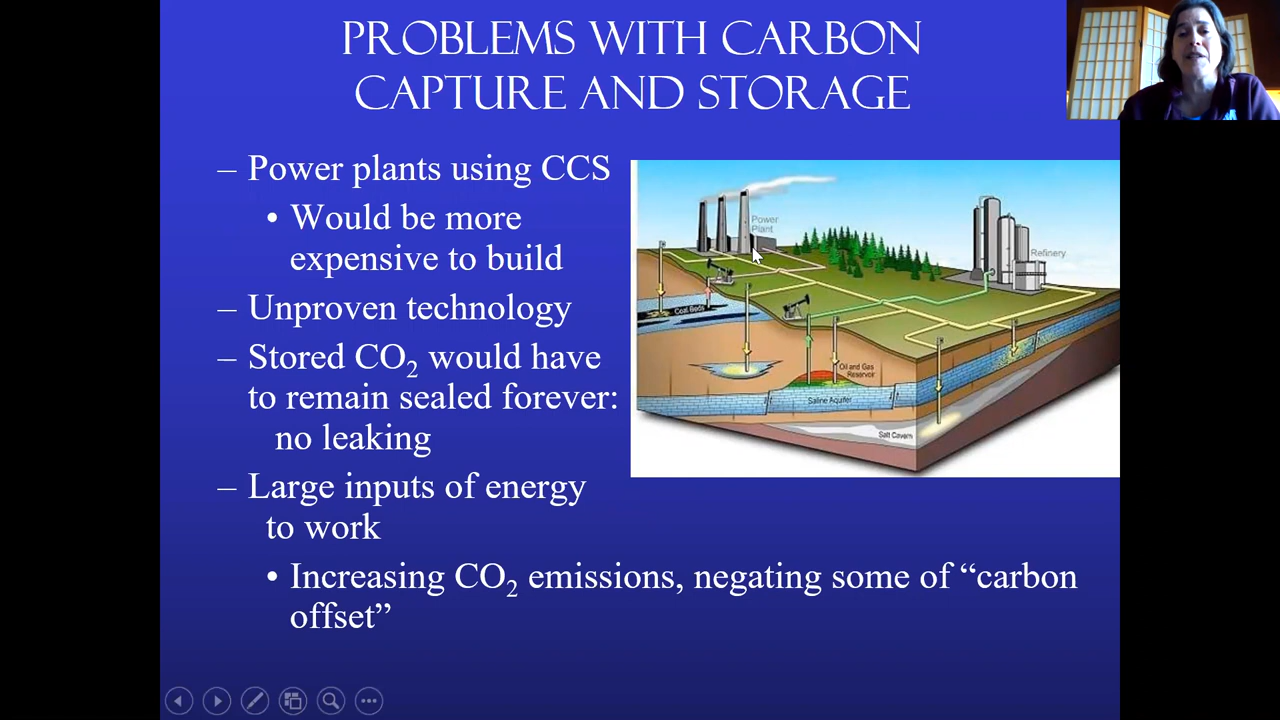 PROBLEMS WITH CARBON
CAPTURE AND STORAGE
– Power plants using CCS
• Would be more
expensive to build
– Unproven technology
– Stored CO₂ would have
to remain sealed forever:
no leaking
– Large inputs of energy
to work
• Increasing CO₂ emissions, negating some of “carbon
offset”
Power
Plant
Refinery
Coal Beds
Oil and Gas
Reservoir
Saline Aquifer
Salt Cavern